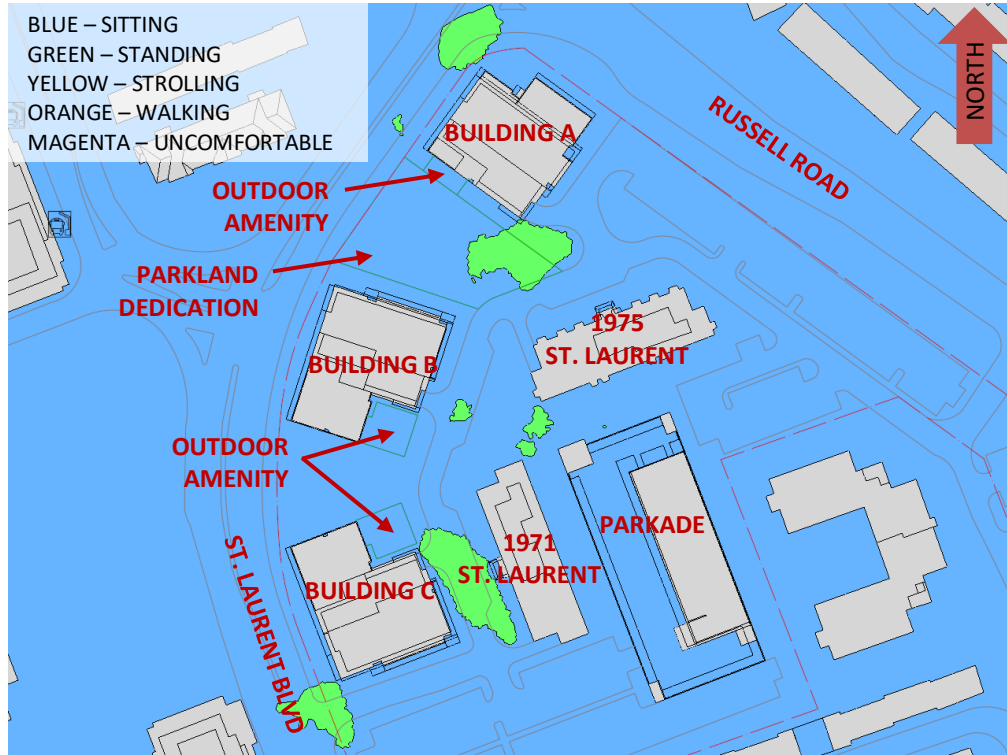 BLUE – SITTING
GREEN – STANDING
YELLOW – STROLLING
ORANGE – WALKING
MAGENTA – UNCOMFORTABLE
NORTH
BUILDING A
RUSSELL ROAD
OUTDOOR
AMENITY
PARKLAND
DEDICATION
1975
ST. LAURENT
BUILDING B
OUTDOOR
AMENITY
PARKADE
1971
ST. LAURENT
BUILDING C
ST. LAURENT BLVD